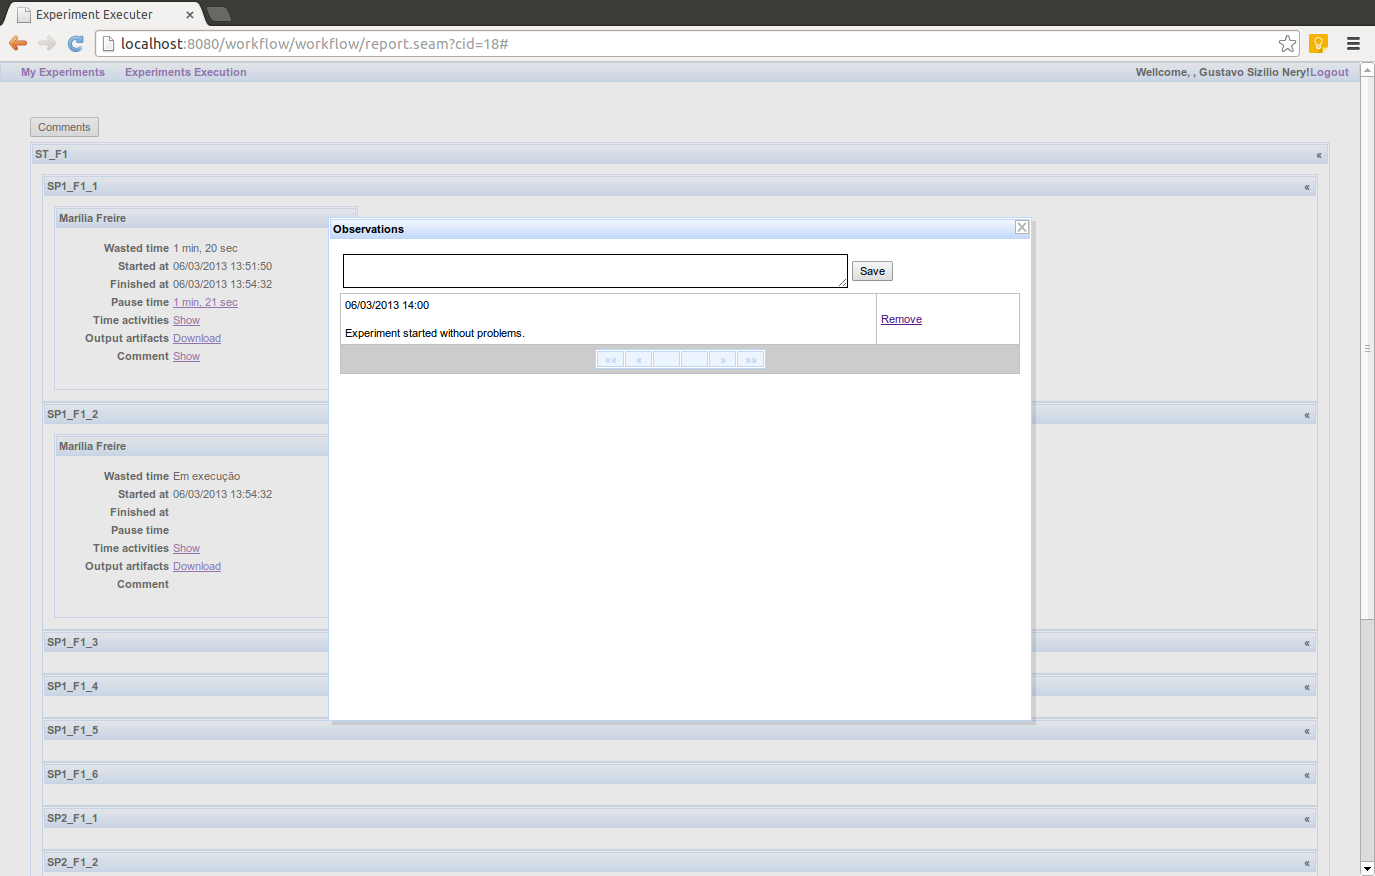 Experiment Executer
localhost:8080/workflow/workflow/report.seam?cid=18#
My Experiments Experiments Execution Wellcome, , Gustavo Sizílio Nery!Logout
Comments
ST_F1 «
SP1_F1_1 «
Marília Freire
Wasted time 1 min, 20 sec
Started at 06/03/2013 13:51:50
Finished at 06/03/2013 13:54:32
Pause time 1 min, 21 sec
Time activities Show
Output artifacts Download
Comment Show
Observations
Save
06/03/2013 14:00
Experiment started without problems.
Remove
«« « » »»
SP1_F1_2 «
Marília Freire
Wasted time Em execução
Started at 06/03/2013 13:54:32
Finished at
Pause time
Time activities Show
Output artifacts Download
Comment
SP1_F1_3 «
SP1_F1_4 «
SP1_F1_5 «
SP1_F1_6 «
SP2_F1_1 «
SP2_F1_2 «